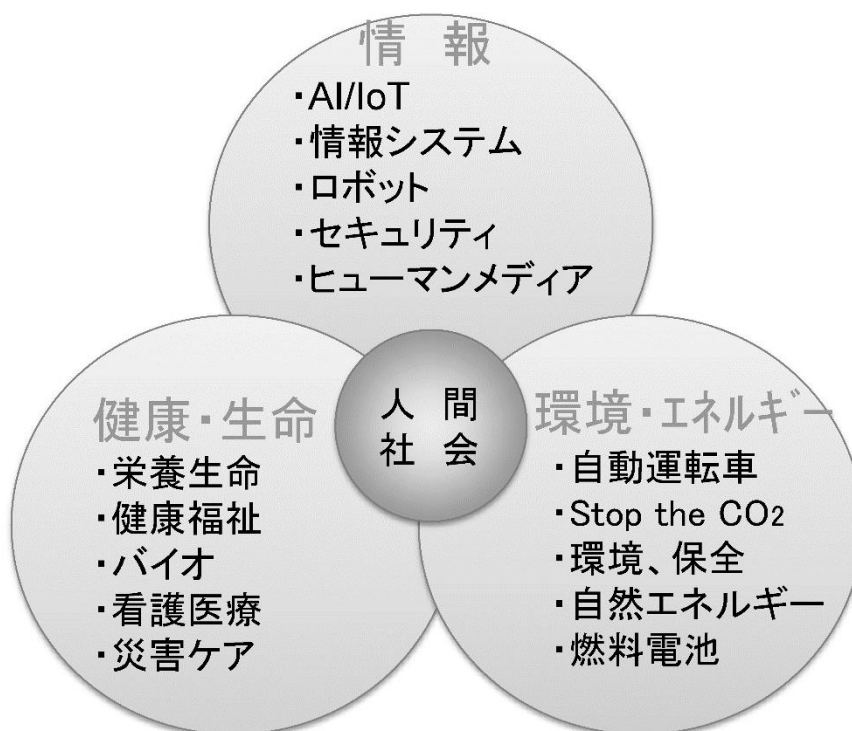 情 報
・AI/IoT
・情報システム
・ロボット
・セキュリティ
・ヒューマンメディア
人 間
社 会
健康・生命
・栄養生命
・健康福祉
・バイオ
・看護医療
・災害ケア
環境・エネルギー
・自動運転車
・Stop the CO2
・環境、保全
・自然エネルギー
・燃料電池